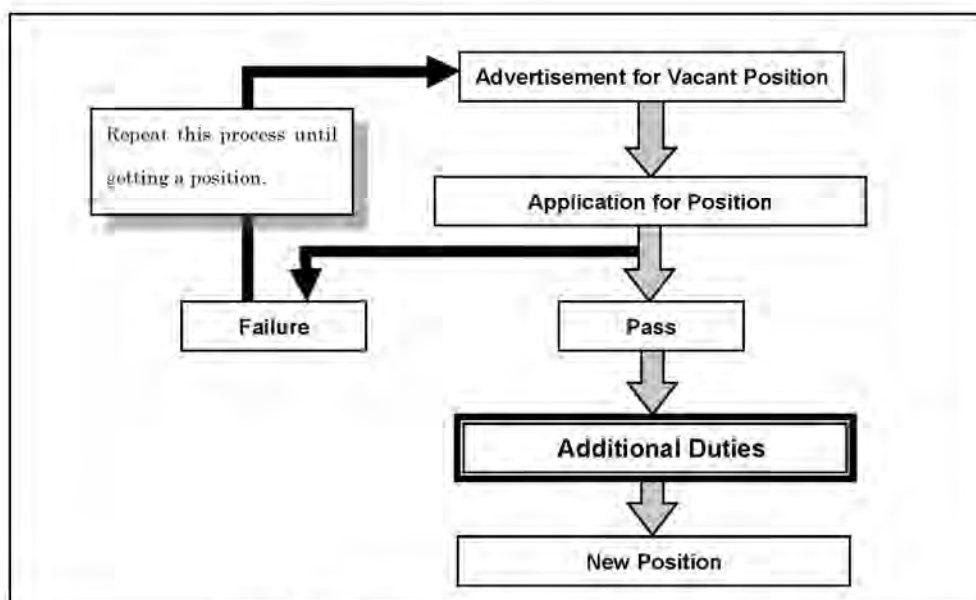 Advertisement for Vacant Position
Repeat this process until
getting a position.
Application for Position
Failure
Pass
Additional Duties
New Position